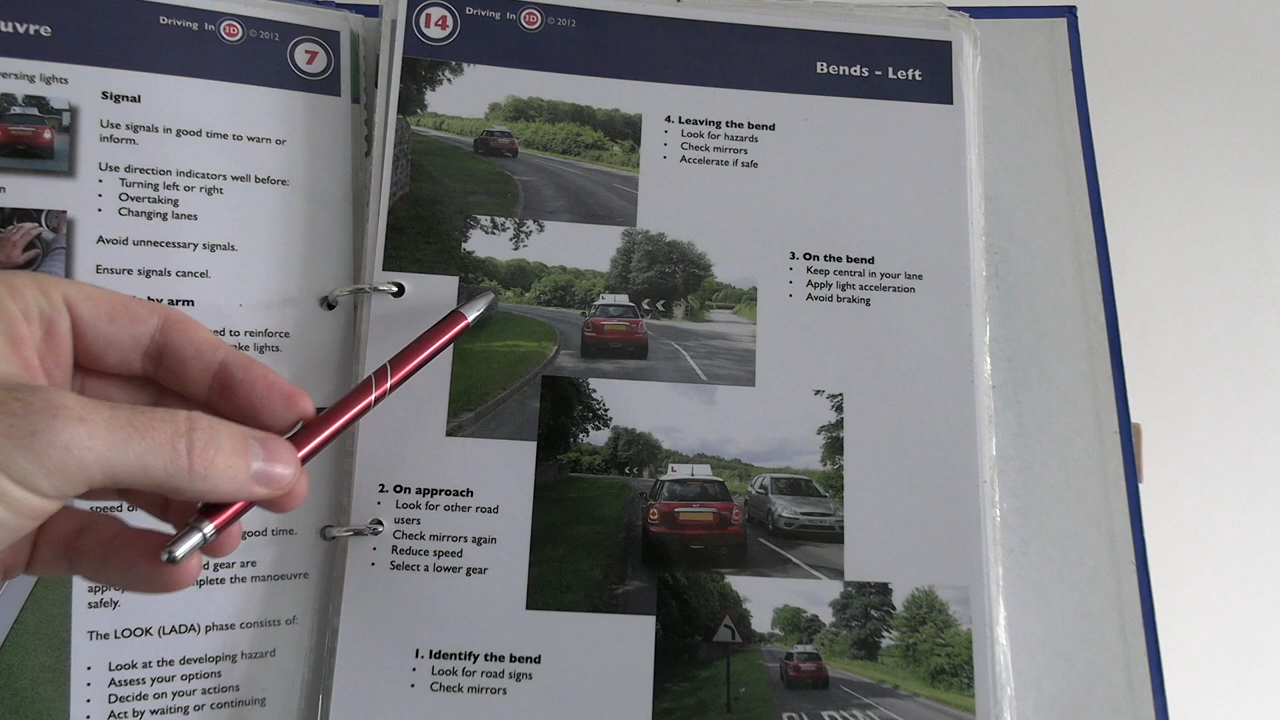 uvre
Driving In 3D © 2012
7
ersing lights
Signal
Use signals in good time to warn or
inform.
Use direction indicators well before:
• Turning left or right
• Overtaking
• Changing lanes
Avoid unnecessary signals.
Ensure signals cancel.
by arm
ed to reinforce
ake lights.
speed
good time.
d gear are
mplete the manoeuvre
safely.
The LOOK (LADA) phase consists of:
• Look at the developing hazard
• Assess your options
• Decide on your actions
• Act by waiting or continuing
14
Driving In 3D © 2012
Bends - Left
4. Leaving the bend
• Look for hazards
• Check mirrors
• Accelerate if safe
3. On the bend
• Keep central in your lane
• Apply light acceleration
• Avoid braking
L
2. On approach
• Look for other road
users
• Check mirrors again
• Reduce speed
• Select a lower gear
L
1. Identify the bend
• Look for road signs
• Check mirrors